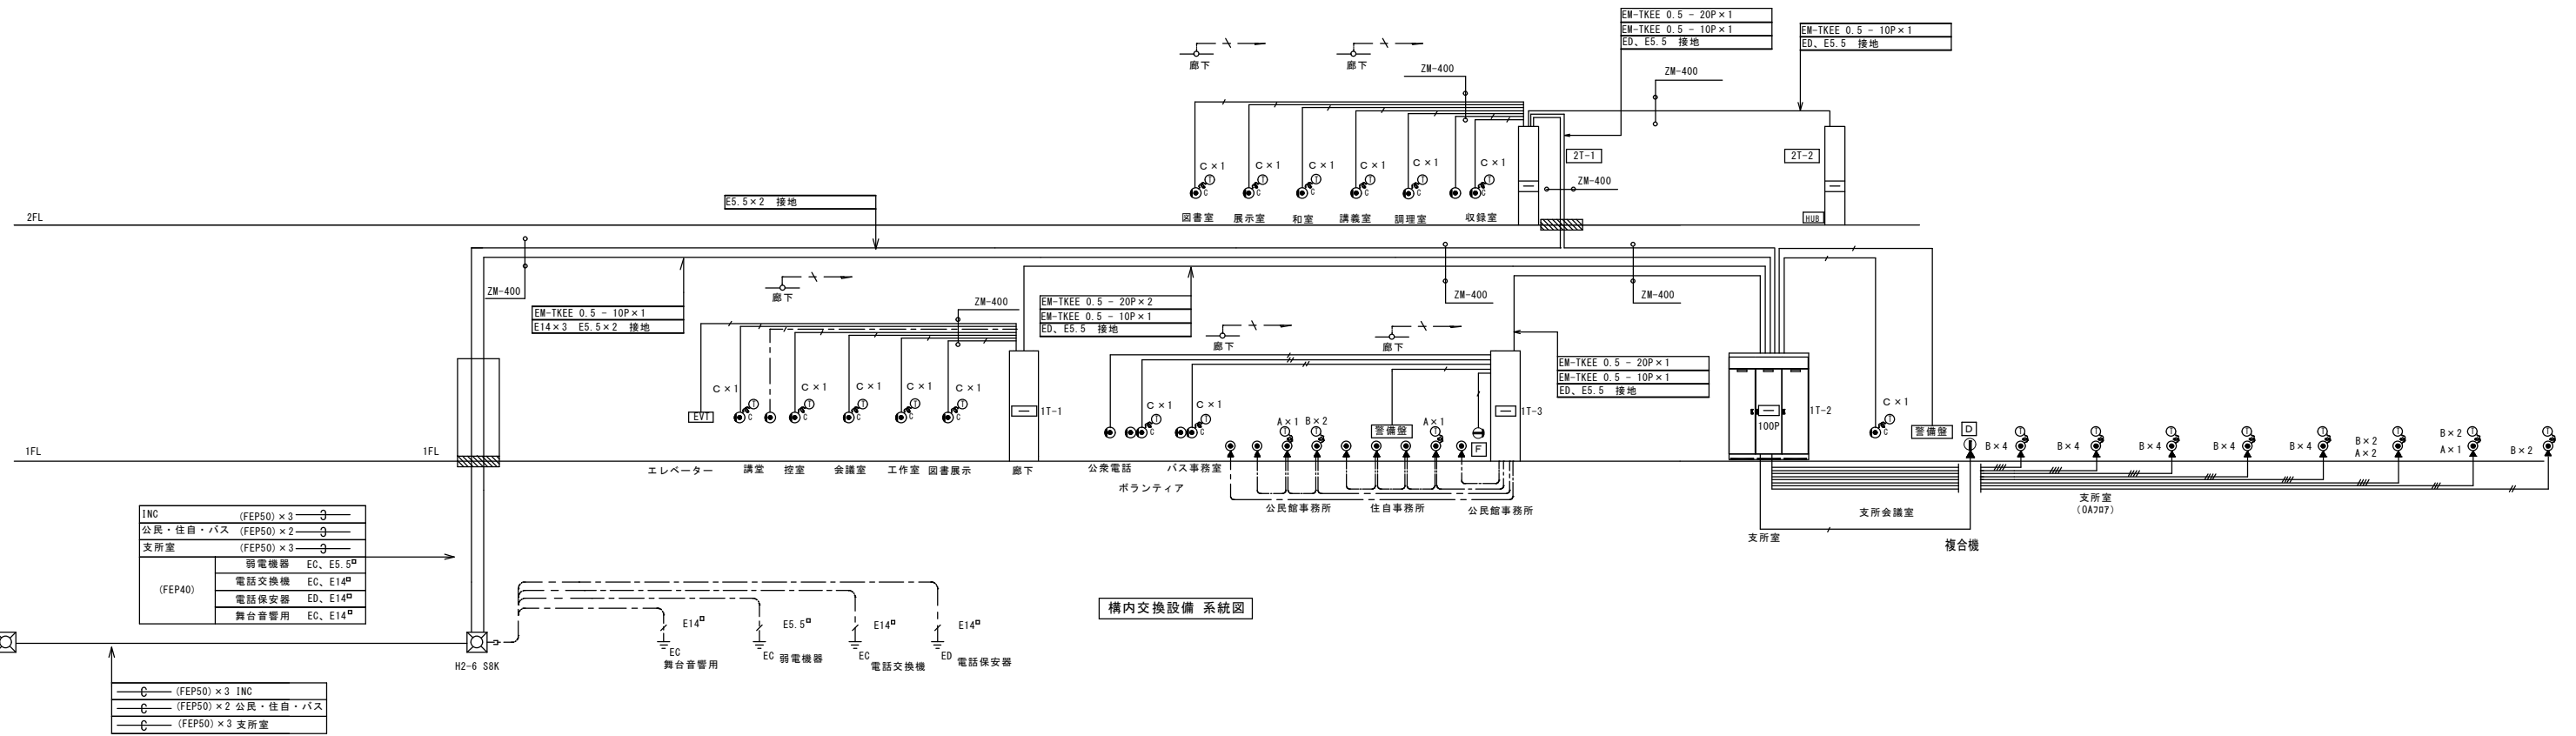 EM-TKEE 0.5 - 20P×1
EM-TKEE 0.5 - 10P×1
ED、E5.5 接地
EM-TKEE 0.5 - 10P×1
ED、E5.5 接地
廊下
廊下
ZM-400
ZM-400
C×1
C×1
C×1
C×1
C×1
C×1
2T-1
2T-2
ZM-400
図書室
展示室
和室
講義室
調理室
収録室
HUB
2FL
E5.5×2 接地
ZM-400
EM-TKEE 0.5 - 10P×1
E14×3 E5.5×2 接地
廊下
ZM-400
EM-TKEE 0.5 - 20P×2
EM-TKEE 0.5 - 10P×1
ED、E5.5 接地
ZM-400
ZM-400
廊下
廊下
EM-TKEE 0.5 - 20P×1
EM-TKEE 0.5 - 10P×1
ED、E5.5 接地
EVT
C×1
C×1
C×1
C×1
C×1
1T-1
C×1
C×1
A×1
B×2
警備盤
A×1
F
1T-3
100P
1T-2
C×1
警備盤
D
B×4
B×4
B×4
B×4
B×4
B×2
A×2
B×2
A×1
B×2
1FL
1FL
エレベーター
講堂
控室
会議室
工作室
図書展示
廊下
公衆電話
ボランティア
バス事務室
公民館事務所
住自事務所
公民館事務所
支所室
支所会議室
複合機
支所室
(OAフロア)
INC (FEP50)×3
公民・住自・バス (FEP50)×2
支所室 (FEP50)×3
(FEP40)
弱電機器 EC、E5.5□
電話交換機 EC、E14□
電話保安器 ED、E14□
舞台音響用 EC、E14□
H2-6 S8K
E14□
EC
舞台音響用
E5.5□
EC 弱電機器
E14□
EC
電話交換機
E14□
ED 電話保安器
構内交換設備 系統図
(FEP50)×3 INC
(FEP50)×2 公民・住自・バス
(FEP50)×3 支所室